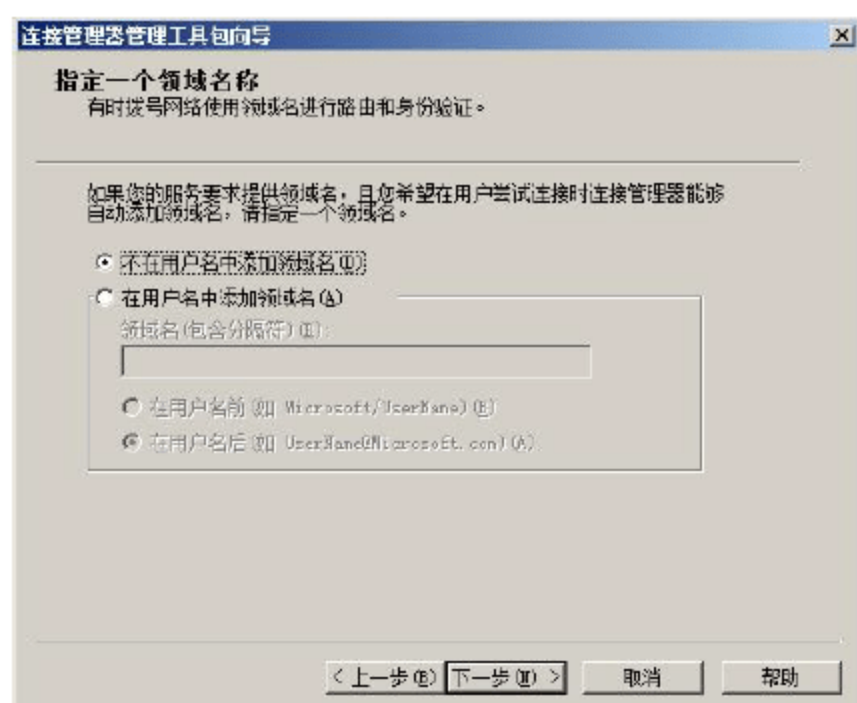 连接管理器管理工具包向导
指定一个领域名称
有时拨号网络使用领域名进行路由和身份验证。
如果您的服务要求提供领域名，且您希望在用户尝试连接时连接管理器能够
自动添加领域名，请指定一个领域名。
不在用户名中添加领域名(D)
在用户名中添加领域名(A)
领域名(包含分隔符)(R):
在用户名前(如 Microsoft/UserName)(B)
在用户名后(如 UserName@Microsoft.com)(A)
< 上一步(B) 下一步(N) > 取消 帮助